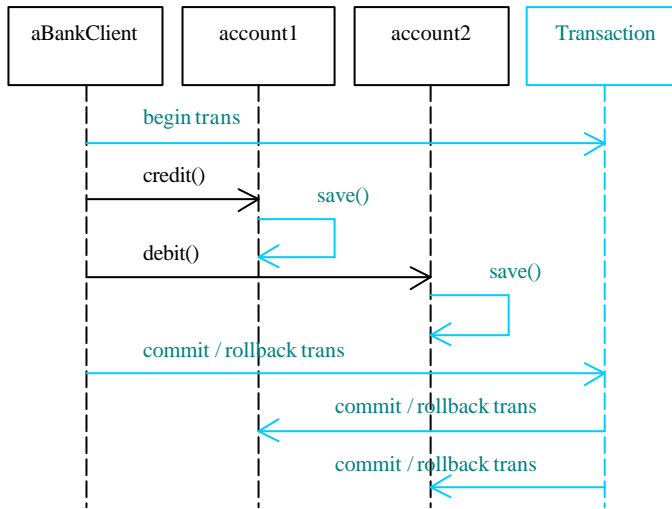 aBankClient
account1
account2
Transaction
begin trans
credit()
save()
debit()
save()
commit / rollback trans
commit / rollback trans
commit / rollback trans